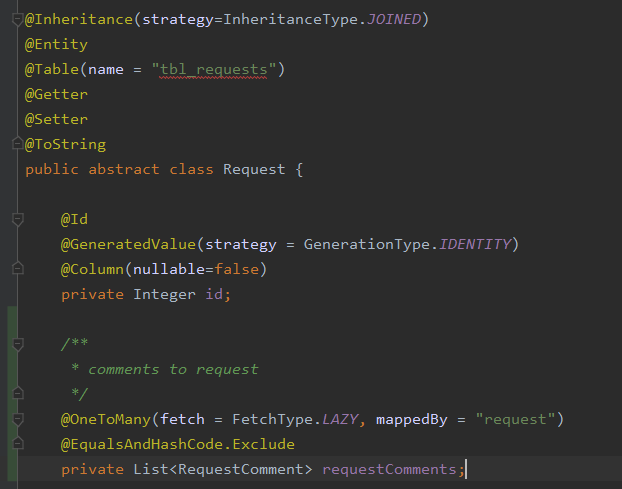 @Inheritance(strategy=InheritanceType.JOINED)
@Entity
@Table(name = "tbl_requests")
@Getter
@Setter
@ToString
public abstract class Request {
@Id
@GeneratedValue(strategy = GenerationType.IDENTITY)
@Column(nullable=false)
private Integer id;
/**
* comments to request
*/
@OneToMany(fetch = FetchType.LAZY, mappedBy = "request")
@EqualsAndHashCode.Exclude
private List<RequestComment> requestComments;